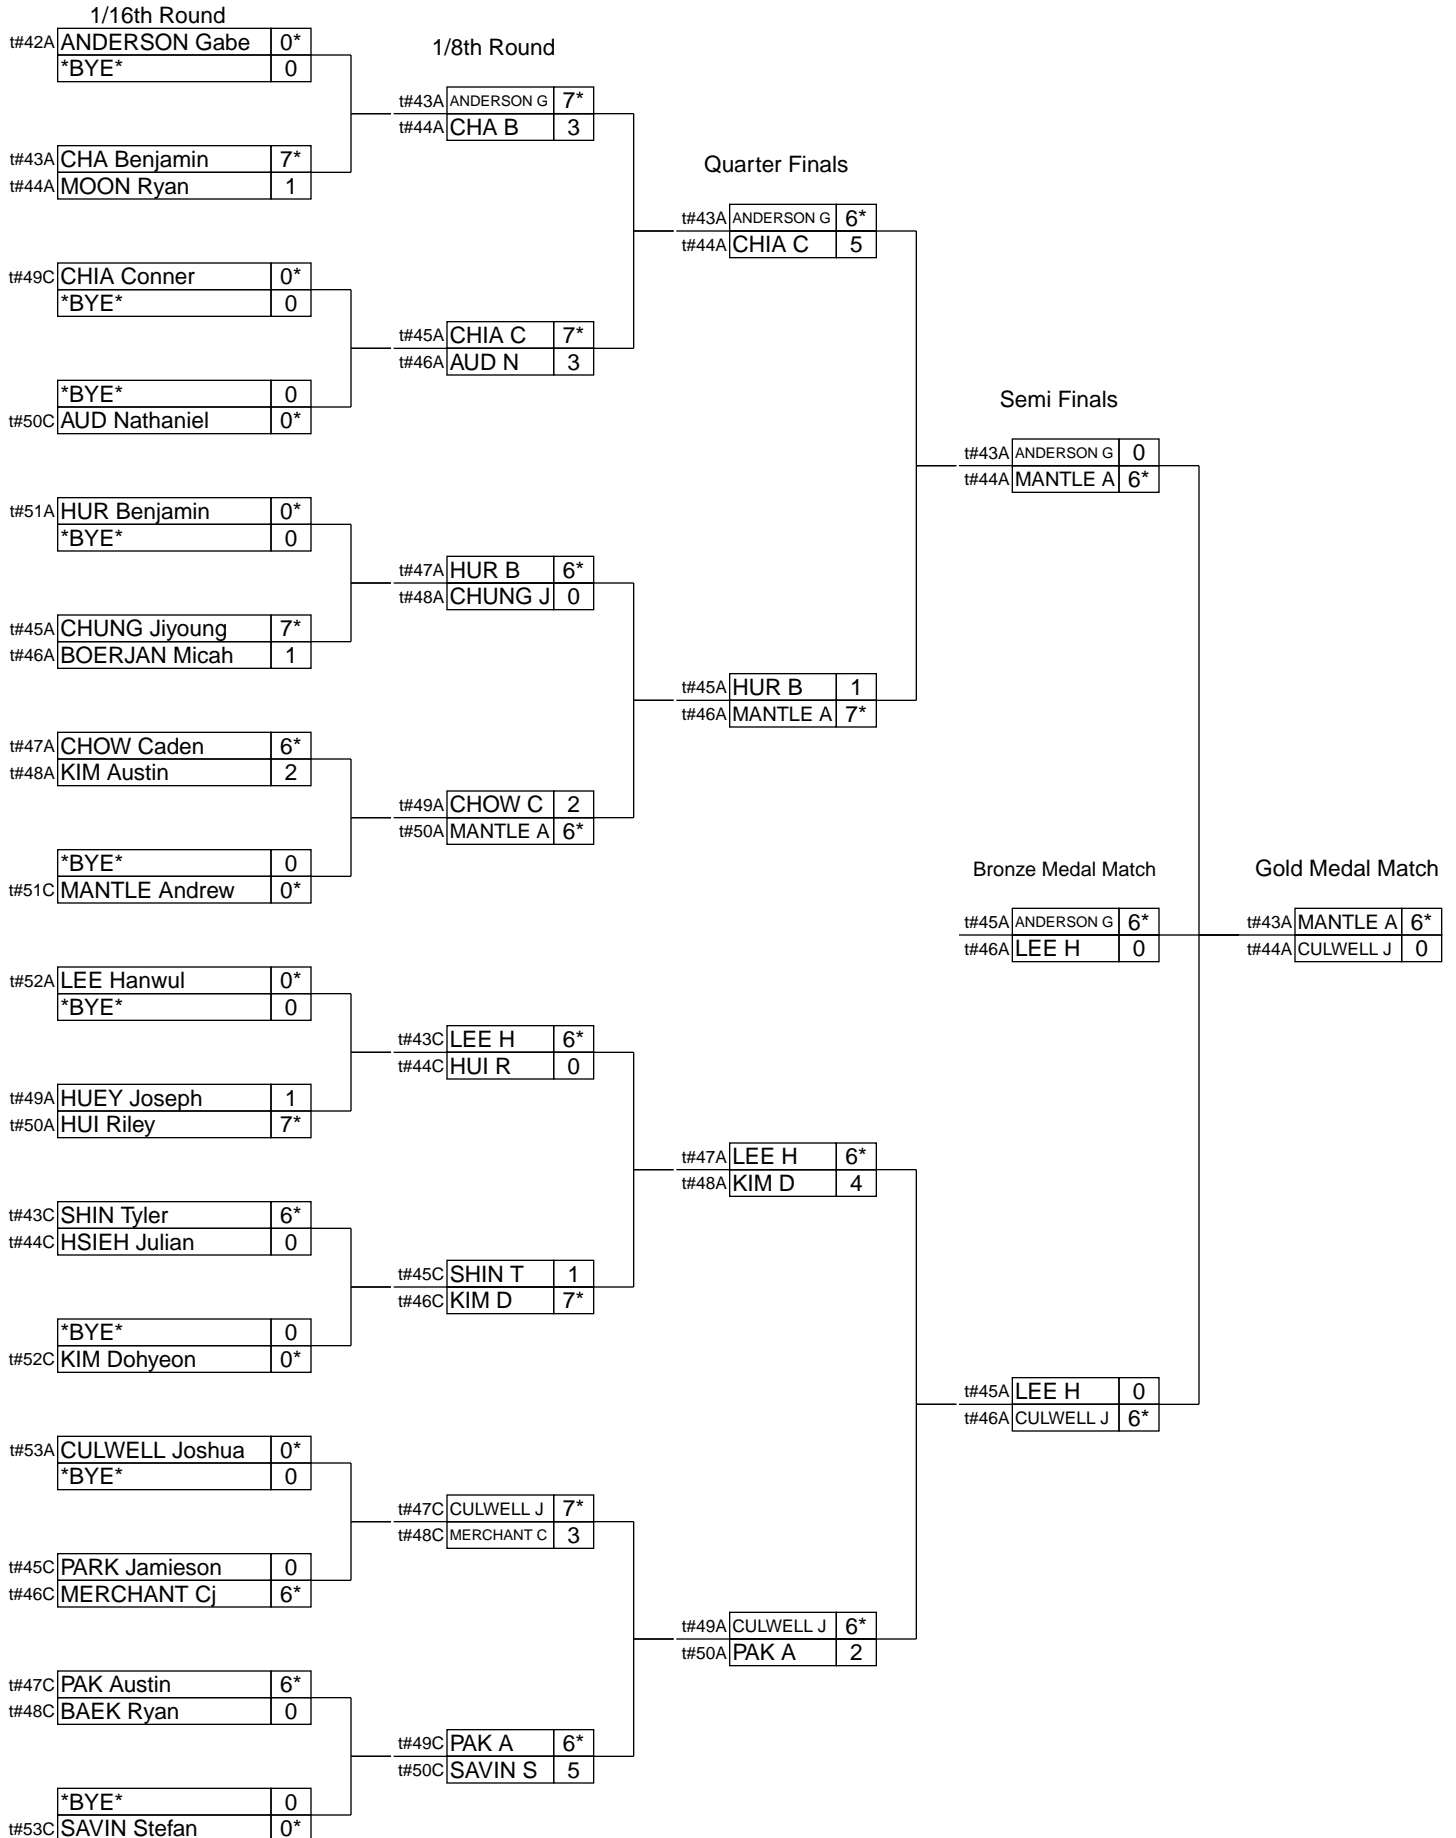 1/16th Round
t#42A ANDERSON Gabe 0*
*BYE* 0
t#43A CHA Benjamin 7*
t#44A MOON Ryan 1
t#49C CHIA Conner 0*
*BYE* 0
*BYE* 0
t#50C AUD Nathaniel 0*
t#51A HUR Benjamin 0*
*BYE* 0
t#45A CHUNG Jiyoung 7*
t#46A BOERJAN Micah 1
t#47A CHOW Caden 6*
t#48A KIM Austin 2
*BYE* 0
t#51C MANTLE Andrew 0*
t#52A LEE Hanwul 0*
*BYE* 0
t#49A HUEY Joseph 1
t#50A HUI Riley 7*
t#43C SHIN Tyler 6*
t#44C HSIEH Julian 0
*BYE* 0
t#52C KIM Dohyeon 0*
t#53A CULWELL Joshua 0*
*BYE* 0
t#45C PARK Jamieson 0
t#46C MERCHANT Cj 6*
t#47C PAK Austin 6*
t#48C BAEK Ryan 0
*BYE* 0
t#53C SAVIN Stefan 0*
1/8th Round
t#43A ANDERSON G 7*
t#44A CHA B 3
t#45A CHIA C 7*
t#46A AUD N 3
t#47A HUR B 6*
t#48A CHUNG J 0
t#49A CHOW C 2
t#50A MANTLE A 6*
t#43C LEE H 6*
t#44C HUI R 0
t#45C SHIN T 1
t#46C KIM D 7*
t#47C CULWELL J 7*
t#48C MERCHANT C 3
t#49C PAK A 6*
t#50C SAVIN S 5
Quarter Finals
t#43A ANDERSON G 6*
t#44A CHIA C 5
t#45A HUR B 1
t#46A MANTLE A 7*
t#47A LEE H 6*
t#48A KIM D 4
t#49A CULWELL J 6*
t#50A PAK A 2
Semi Finals
t#43A ANDERSON G 0
t#44A MANTLE A 6*
t#45A LEE H 0
t#46A CULWELL J 6*
Bronze Medal Match
t#45A ANDERSON G 6*
t#46A LEE H 0
Gold Medal Match
t#43A MANTLE A 6*
t#44A CULWELL J 0